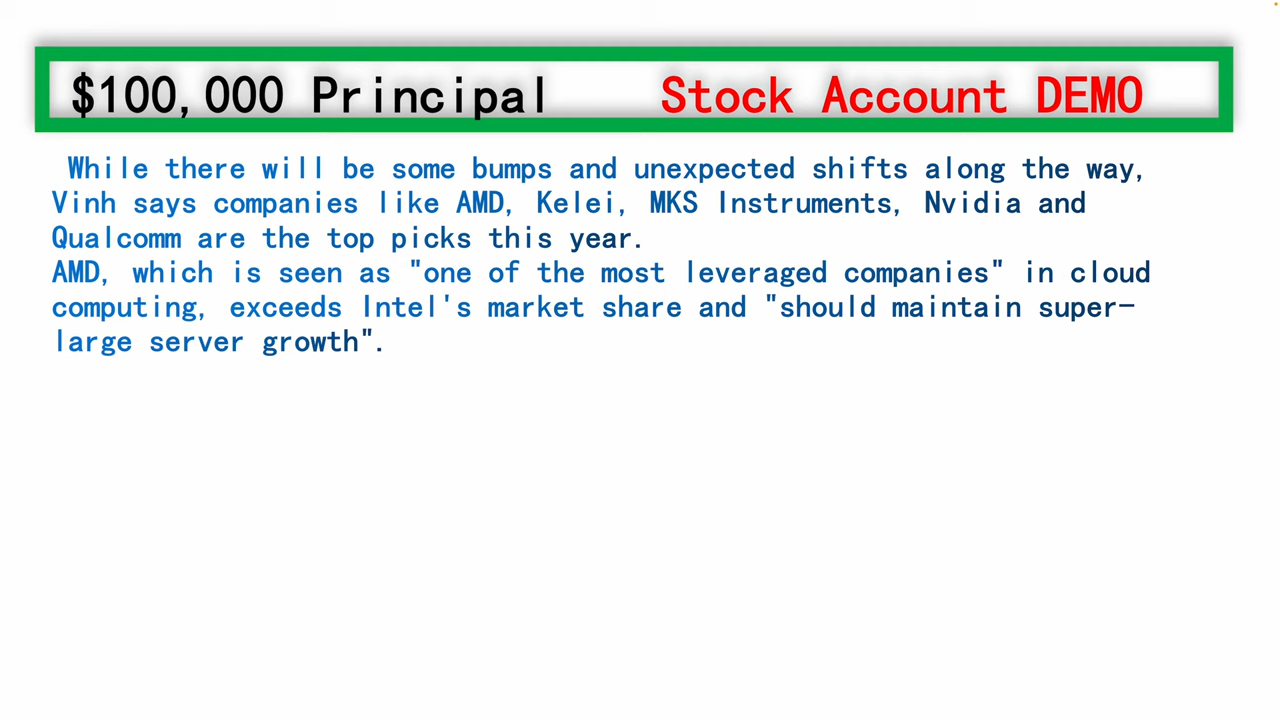 $100,000 Principal Stock Account DEMO
While there will be some bumps and unexpected shifts along the way,
Vinh says companies like AMD, Kelei, MKS Instruments, Nvidia and
Qualcomm are the top picks this year.
AMD, which is seen as "one of the most leveraged companies" in cloud
computing, exceeds Intel's market share and "should maintain super-
large server growth".